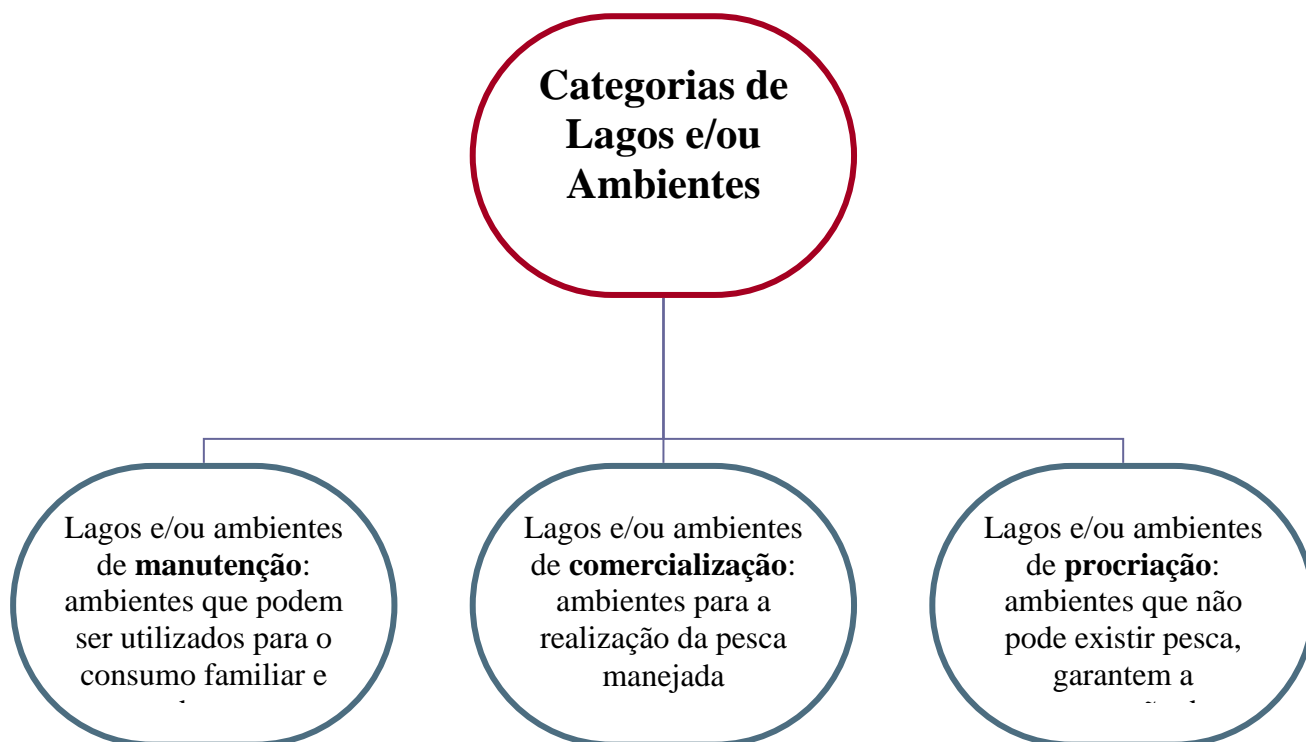 Categorias de
Lagos e/ou
Ambientes
Lagos e/ou ambientes
de manutenção:
ambientes que podem
ser utilizados para o
consumo familiar e
Lagos e/ou ambientes
de comercialização:
ambientes para a
realização da pesca
manejada
Lagos e/ou ambientes
de procriação:
ambientes que não
pode existir pesca,
garantem a